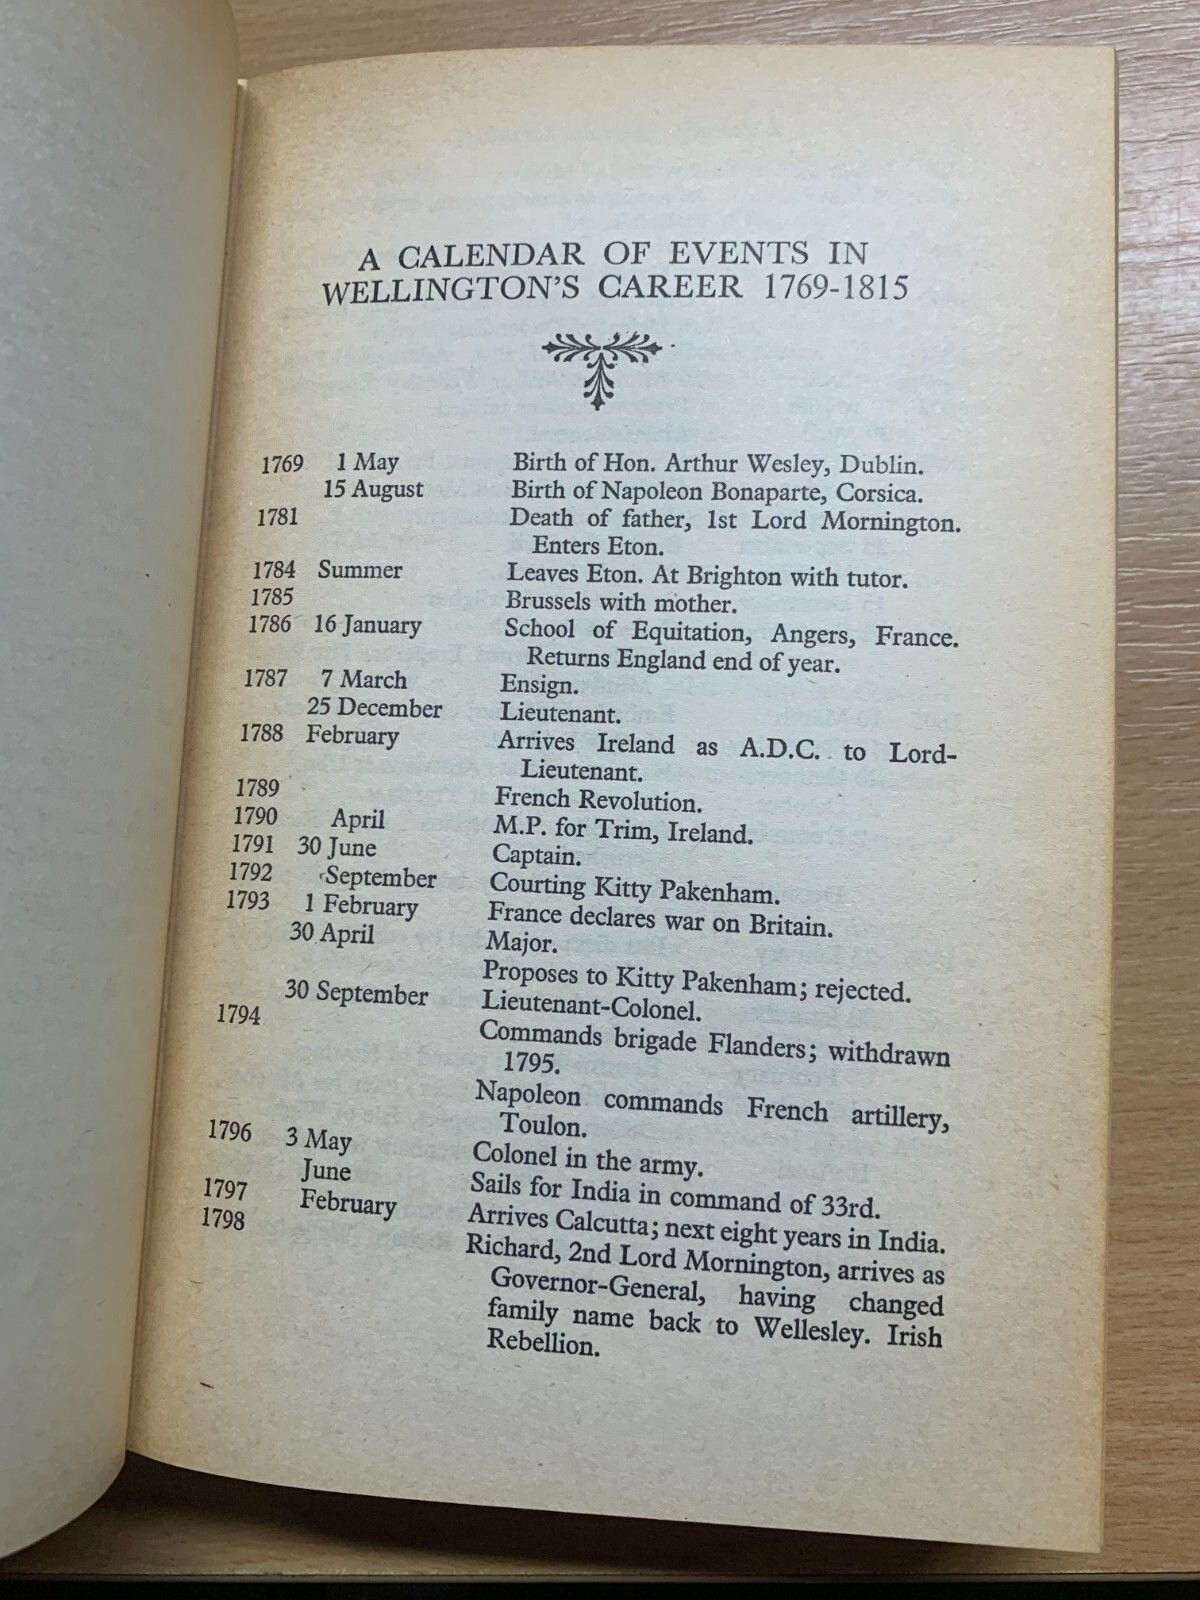 A CALENDAR OF EVENTS IN
WELLINGTON'S CAREER 1769-1815
1769 1 May Birth of Hon. Arthur Wesley, Dublin.
15 August Birth of Napoleon Bonaparte, Corsica.
1781 Death of father, 1st Lord Mornington.
Enters Eton.
1784 Summer Leaves Eton. At Brighton with tutor.
1785 Brussels with mother.
1786 16 January School of Equitation, Angers, France.
Returns England end of year.
1787 7 March Ensign.
25 December Lieutenant.
1788 February Arrives Ireland as A.D.C. to Lord-
Lieutenant.
1789 French Revolution.
1790 April M.P. for Trim, Ireland.
1791 30 June Captain.
1792 September Courting Kitty Pakenham.
1793 1 February France declares war on Britain.
30 April Major.
Proposes to Kitty Pakenham; rejected.
30 September Lieutenant-Colonel.
1794 Commands brigade Flanders; withdrawn
1795.
Napoleon commands French artillery,
Toulon.
1796 3 May Colonel in the army.
June Sails for India in command of 33rd.
1797 February Arrives Calcutta; next eight years in India.
1798 Richard, 2nd Lord Mornington, arrives as
Governor-General, having changed
family name back to Wellesley. Irish
Rebellion.